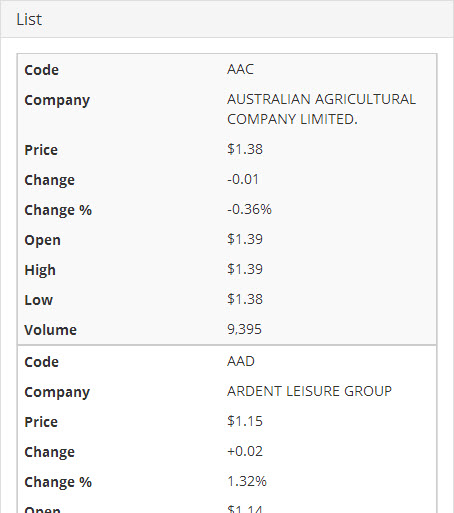 List
Code AAC
Company AUSTRALIAN AGRICULTURAL
COMPANY LIMITED.
Price $1.38
Change -0.01
Change % -0.36%
Open $1.39
High $1.39
Low $1.38
Volume 9,395
Code AAD
Company ARDENT LEISURE GROUP
Price $1.15
Change +0.02
Change % 1.32%
Open $1.14